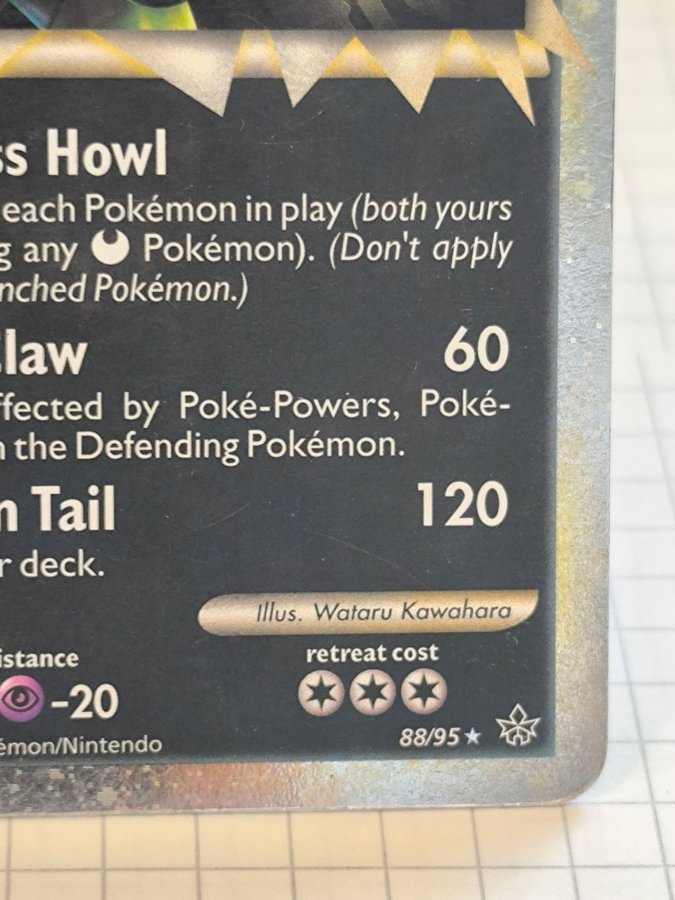 ss Howl
each Pokémon in play (both yours
g any Pokémon). (Don't apply
nched Pokémon.)
Claw 60
ffected by Poké-Powers, Poké-
n the Defending Pokémon.
n Tail 120
r deck.
Illus. Wataru Kawahara
istance
retreat cost
-20
88/95
émon/Nintendo